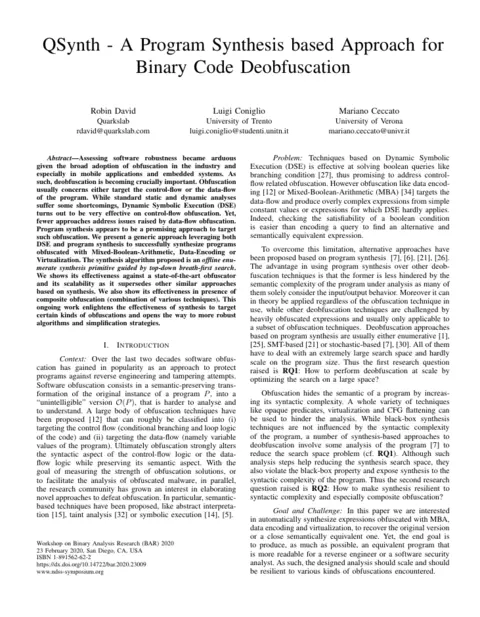 QSynth - A Program Synthesis based Approach for
Binary Code Deobfuscation
Robin David
Quarkslab
rdavid@quarkslab.com
Luigi Coniglio
University of Trento
luigi.coniglio@studenti.unitn.it
Mariano Ceccato
University of Verona
mariano.ceccato@univr.it
Abstract—Assessing software robustness became arduous
given the broad adoption of obfuscation in the industry and
especially in mobile applications and embedded systems. As
such, deobfuscation is becoming crucially important. Obfuscation
usually concerns either target the control-flow or the data-flow
of the program. While standard static and dynamic analyses
suffer some shortcomings, Dynamic Symbolic Execution (DSE)
turns out to be very effective on control-flow obfuscation. Yet,
fewer approaches address issues raised by data-flow obfuscation.
Program synthesis appears to be a promising approach to target
such obfuscation. We present a generic approach leveraging both
DSE and program synthesis to successfully synthesize programs
obfuscated with Mixed-Boolean-Arithmetic, Data-Encoding or
Virtualization. The synthesis algorithm proposed is an offline enu-
merate synthesis primitive guided by top-down breath-first search.
We shows its effectiveness against a state-of-the-art obfuscator
and its scalability as it supersedes other similar approaches
based on synthesis. We also show its effectiveness in presence of
composite obfuscation (combination of various techniques). This
ongoing work enlightens the effectiveness of synthesis to target
certain kinds of obfuscations and opens the way to more robust
algorithms and simplification strategies.
I. INTRODUCTION
Context: Over the last two decades software obfus-
cation has gained in popularity as an approach to protect
programs against reverse engineering and tampering attempts.
Software obfuscation consists in a semantic-preserving trans-
formation of the original instance of a program P, into a
“unintelligible” version O(P), that is harder to analyse and
to understand. A large body of obfuscation techniques have
been proposed [12] that can roughly be classified into (i)
targeting the control flow (conditional branching and loop logic
of the code) and (ii) targeting the data-flow (namely variable
values of the program). Ultimately obfuscation strongly alters
the syntactic aspect of the control-flow logic or the data-
flow logic while preserving its semantic aspect. With the
goal of measuring the strength of obfuscation solutions, or
to facilitate the analysis of obfuscated malware, in parallel,
the research community has grown an interest in elaborating
novel approaches to defeat obfuscation. In particular, semantic-
based techniques have been proposed, like abstract interpreta-
tion [15], taint analysis [32] or symbolic execution [14], [5].
Workshop on Binary Analysis Research (BAR) 2020
23 February 2020, San Diego, CA, USA
ISBN 1-891562-62-2
https://dx.doi.org/10.14722/bar.2020.23009
www.ndss-symposium.org
Problem: Techniques based on Dynamic Symbolic
Execution (DSE) is effective at solving boolean queries like
branching condition [27], thus promising to address control-
flow related obfuscation. However obfuscation like data encod-
ing [12] or Mixed-Boolean-Arithmetic (MBA) [34] targets the
data-flow and produce overly complex expressions from simple
constant values or expressions for which DSE hardly applies.
Indeed, checking the satisfiability of a boolean condition
is easier than encoding a query to find an alternative and
semantically equivalent expression.
To overcome this limitation, alternative approaches have
been proposed based on program synthesis [7], [6], [21], [26].
The advantage in using program synthesis over other deob-
fuscation techniques is that the former is less hindered by the
semantic complexity of the program under analysis as many of
them solely consider the input/output behavior. Moreover it can
in theory be applied regardless of the obfuscation technique in
use, while other deobfuscation techniques are challenged by
heavily obfuscated expressions and usually only applicable to
a subset of obfuscation techniques. Deobfuscation approaches
based on program synthesis are usually either enumerative [1],
[25], SMT-based [21] or stochastic-based [7], [30]. All of them
have to deal with an extremely large search space and hardly
scale on the program size. Thus the first research question
raised is RQ1: How to perform deobfuscation at scale by
optimizing the search on a large space?
Obfuscation hides the semantic of a program by increas-
ing its syntactic complexity. A whole variety of techniques
like opaque predicates, virtualization and CFG flattening can
be used to hinder the analysis. While black-box synthesis
techniques are not influenced by the syntactic complexity
of the program, a number of synthesis-based approaches to
deobfuscation involve some analysis of the program [7] to
reduce the search space problem (cf. RQ1). Although such
analysis steps help reducing the synthesis search space, they
also violate the black-box property and expose the synthesis to
the syntactic complexity of the program. Thus the second research
question raised is RQ2: How to make synthesis resilient to
syntactic complexity and especially composite obfuscation?
Goal and Challenge: In this paper we are interested
in automatically synthesize expressions obfuscated with MBA,
data encoding and virtualization, to recover the original version
or a close semantically equivalent one. Yet, the end goal is
to produce, as much as possible, an equivalent program that
is more readable for a reverse engineer or a software security
analyst. As such, the designed analysis should scale and should
be resilient to various kinds of obfuscations encountered.